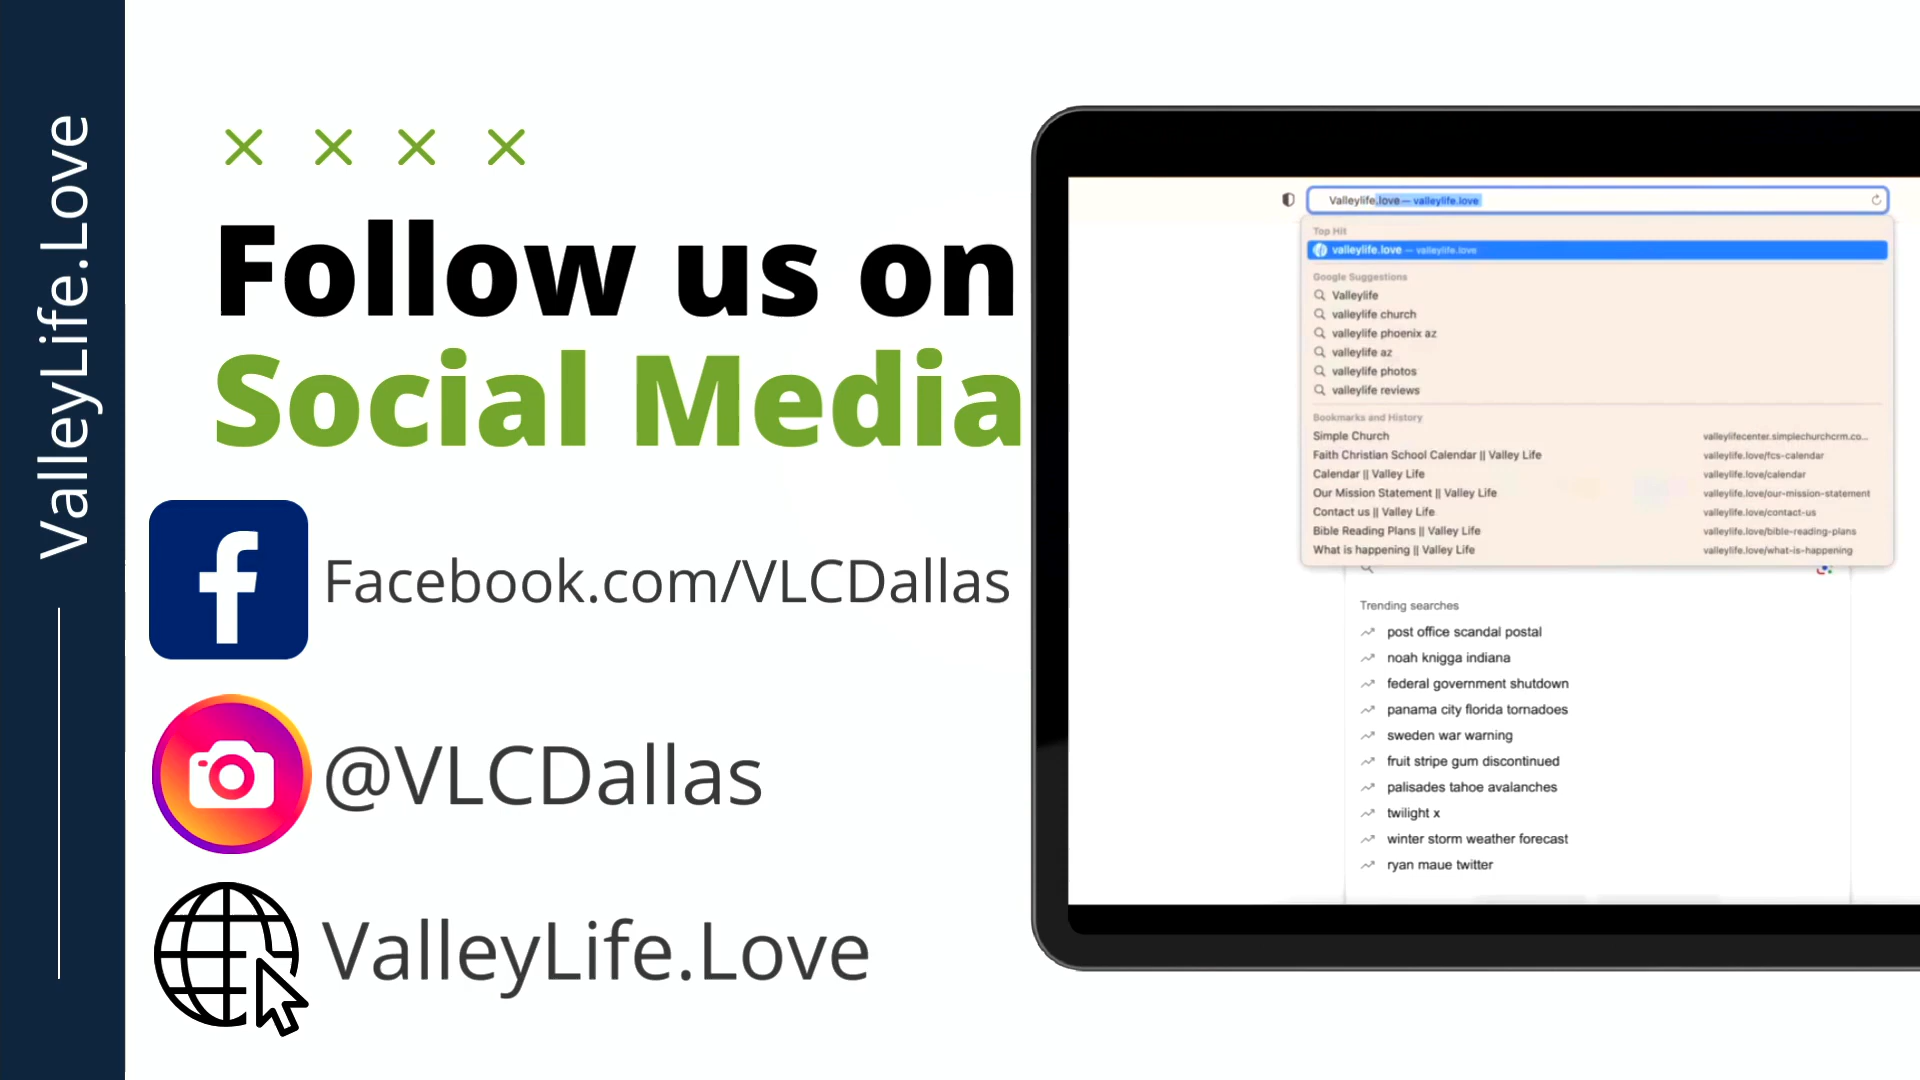 ValleyLife.Love
Follow us on
Social Media
Facebook.com/VLCDallas
@VLCDallas
ValleyLife.Love
Valleylife.love — valleylife.love
Top Hit
valleylife.love — valleylife.love
Google Suggestions
Valleylife
valleylife church
valleylife phoenix az
valleylife az
valleylife photos
valleylife reviews
Bookmarks and History
Simple Church valleylifecenter.simplechurchcrm.co...
Faith Christian School Calendar || Valley Life valleylife.love/fcs-calendar
Calendar || Valley Life valleylife.love/calendar
Our Mission Statement || Valley Life valleylife.love/our-mission-statement
Contact us || Valley Life valleylife.love/contact-us
Bible Reading Plans || Valley Life valleylife.love/bible-reading-plans
What is happening || Valley Life valleylife.love/what-is-happening
Trending searches
post office scandal postal
noah knigga indiana
federal government shutdown
panama city florida tornadoes
sweden war warning
fruit stripe gum discontinued
palisades tahoe avalanches
twilight x
winter storm weather forecast
ryan maue twitter